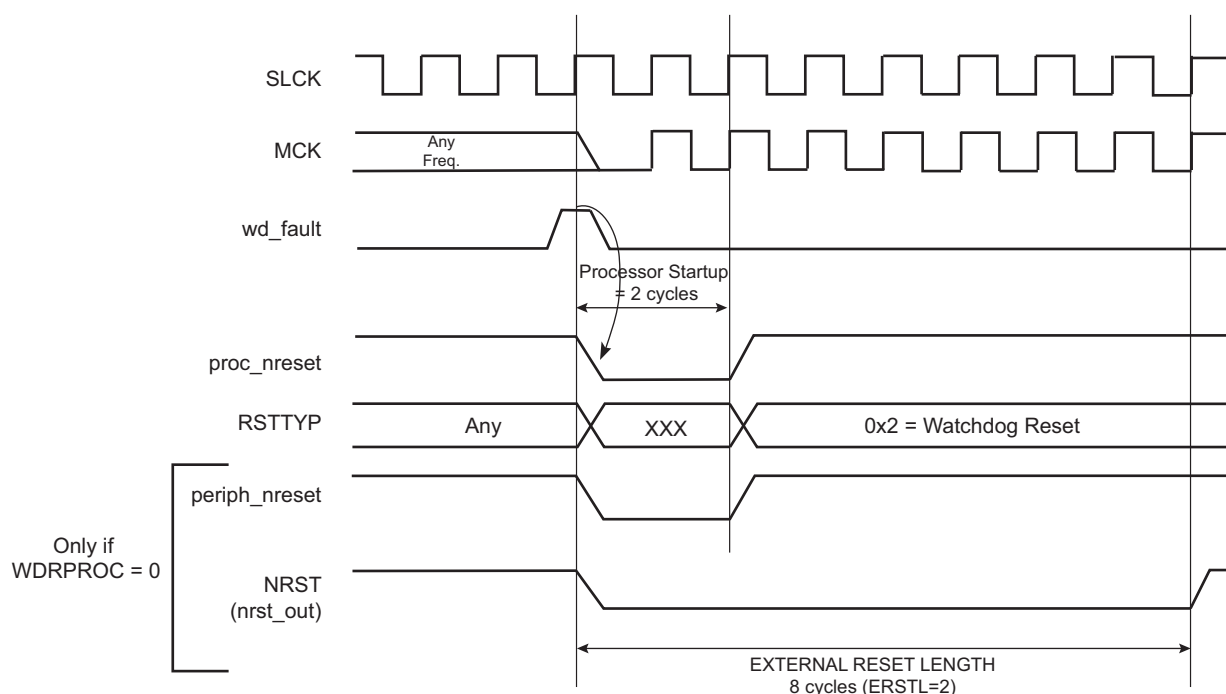 SLCK
MCK
Any
Freq.
wd_fault
Processor Startup
= 2 cycles
proc_nreset
RSTTYP
Any
XXX
0x2 = Watchdog Reset
periph_nreset
Only if
WDRPROC = 0
NRST
(nrst_out)
EXTERNAL RESET LENGTH
8 cycles (ERSTL=2)